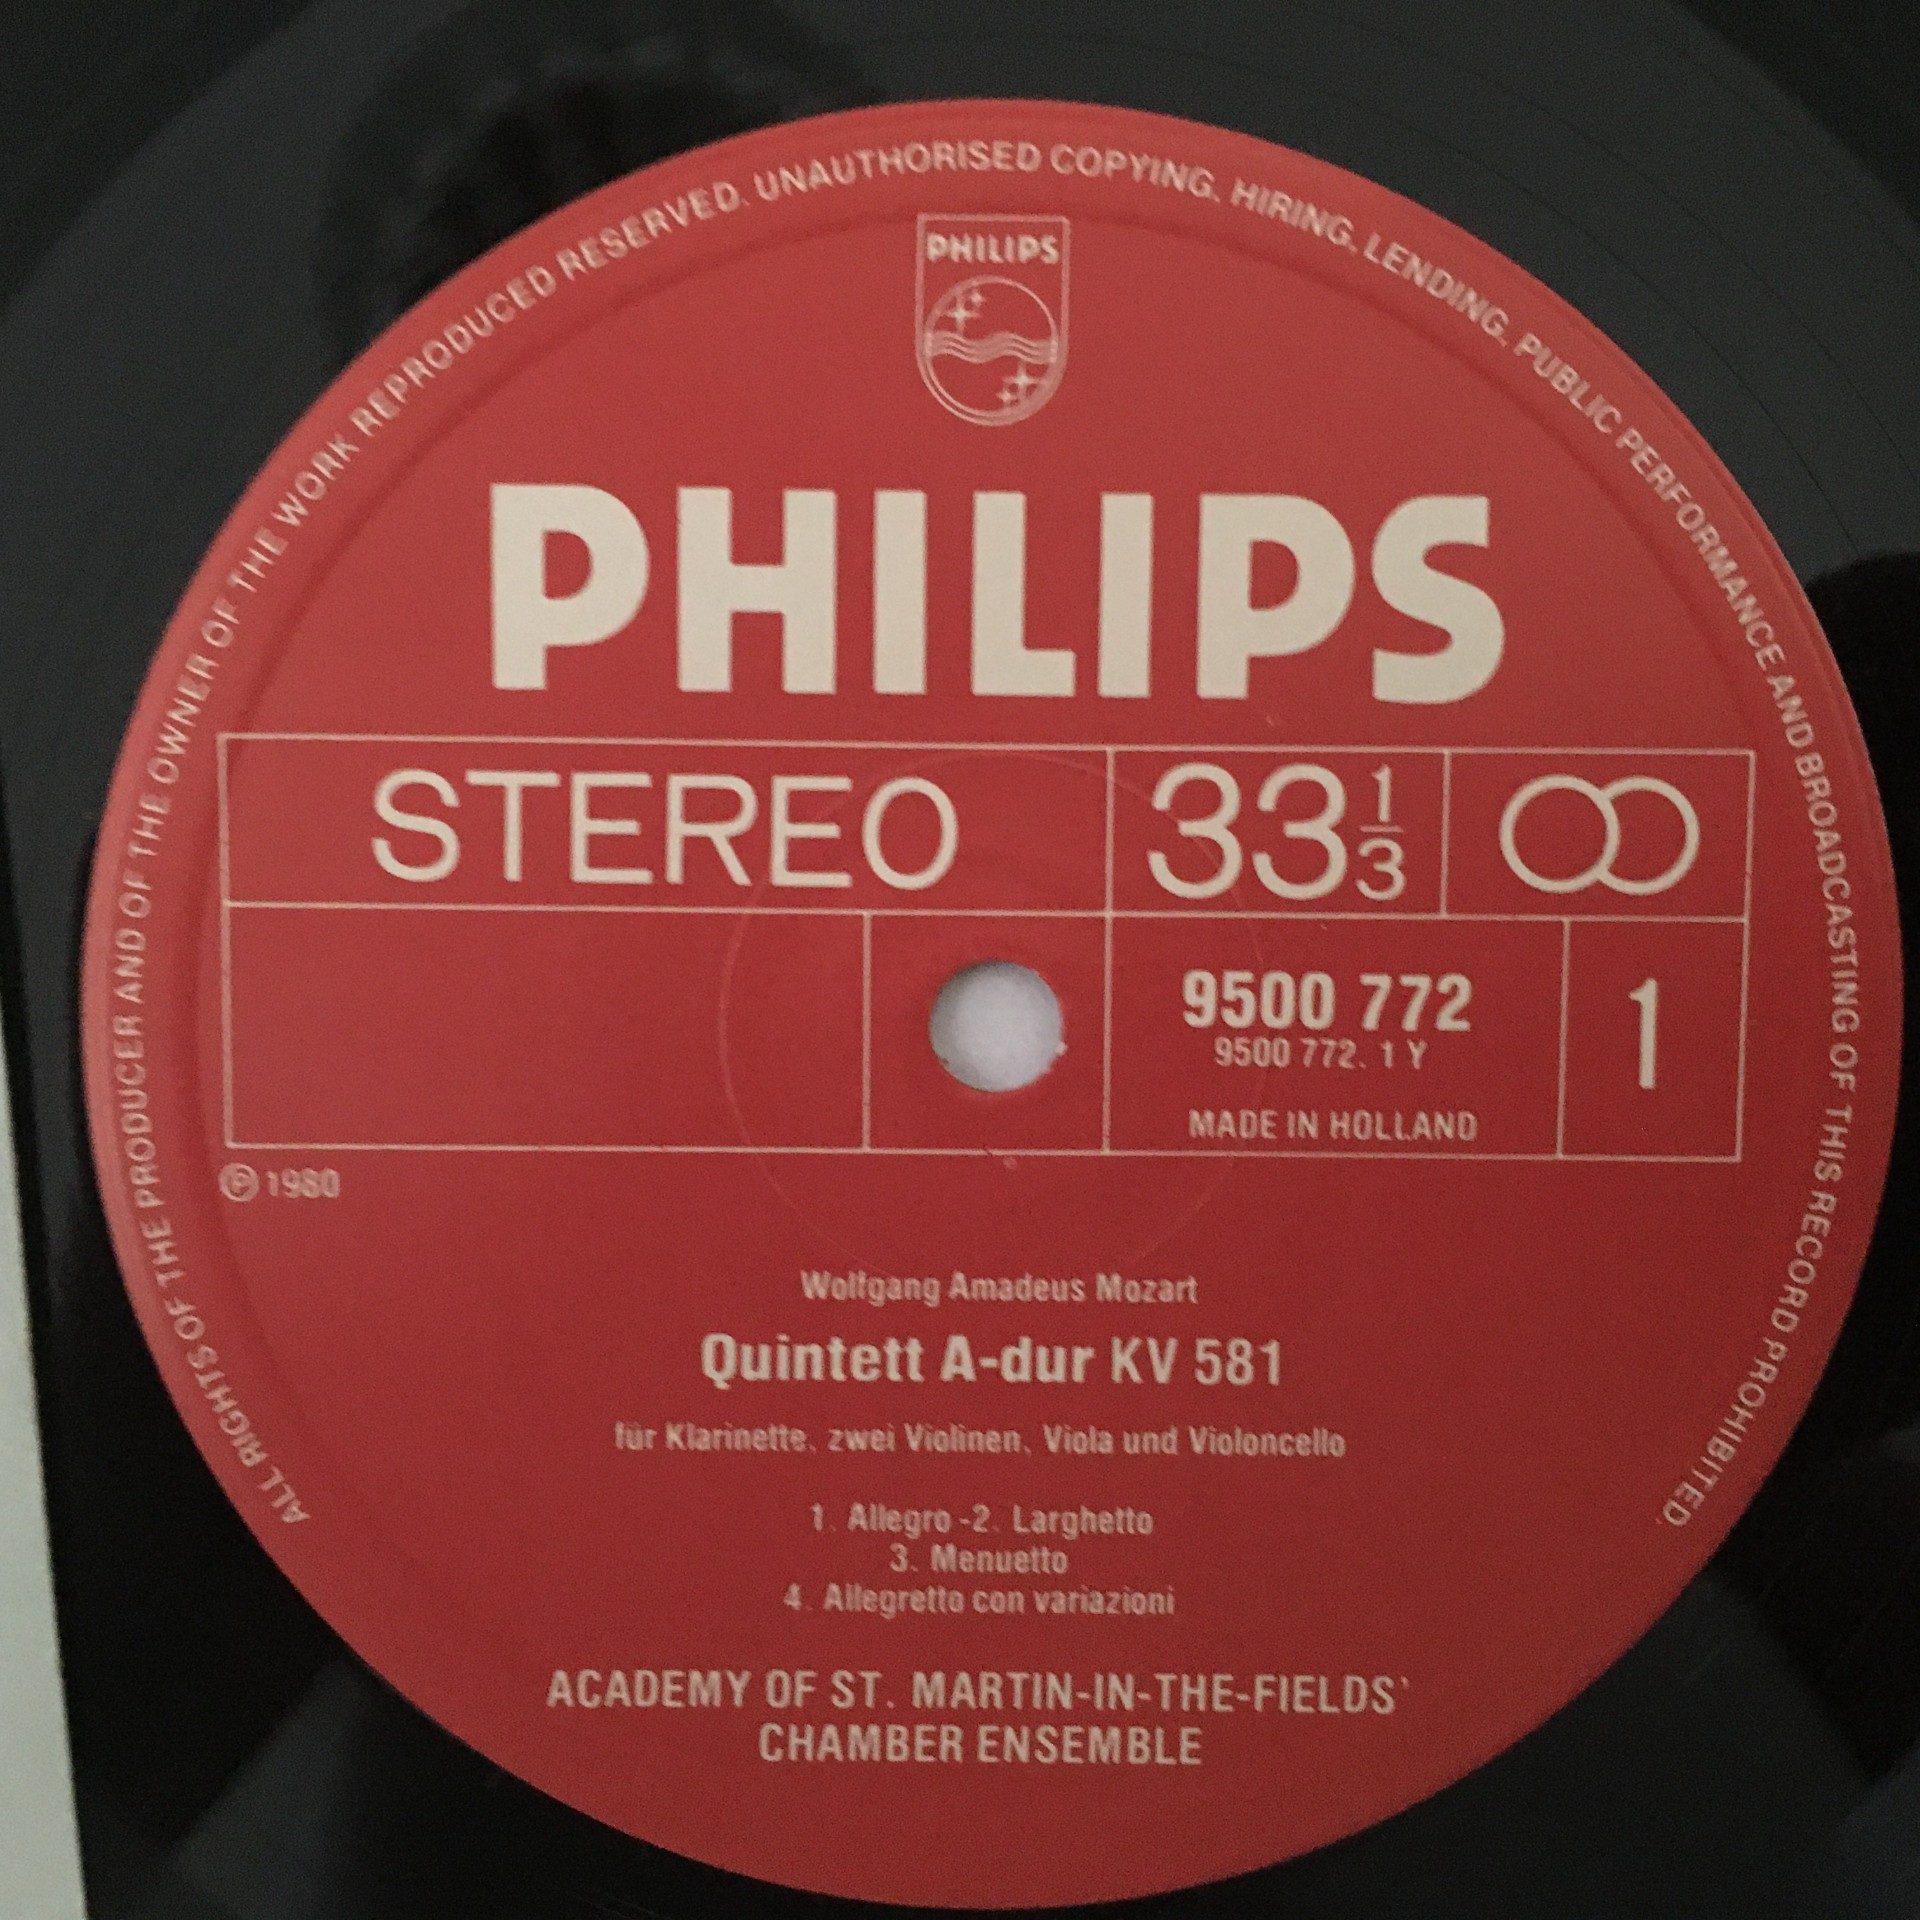 ALL RIGHTS OF THE PRODUCER AND OF THE OWNER OF THE WORK REPRODUCED RESERVED. UNAUTHORISED COPYING, HIRING, LENDING, PUBLIC PERFORMANCE AND BROADCASTING OF THIS RECORD PROHIBITED.
PHILIPS
PHILIPS
STEREO 33 1/3
9500 772 1
9500 772. 1 Y
MADE IN HOLLAND
℗ 1980
Wolfgang Amadeus Mozart
Quintett A-dur KV 581
für Klarinette, zwei Violinen, Viola und Violoncello
1. Allegro -2. Larghetto
3. Menuetto
4. Allegretto con variazioni
ACADEMY OF ST. MARTIN-IN-THE-FIELDS'
CHAMBER ENSEMBLE